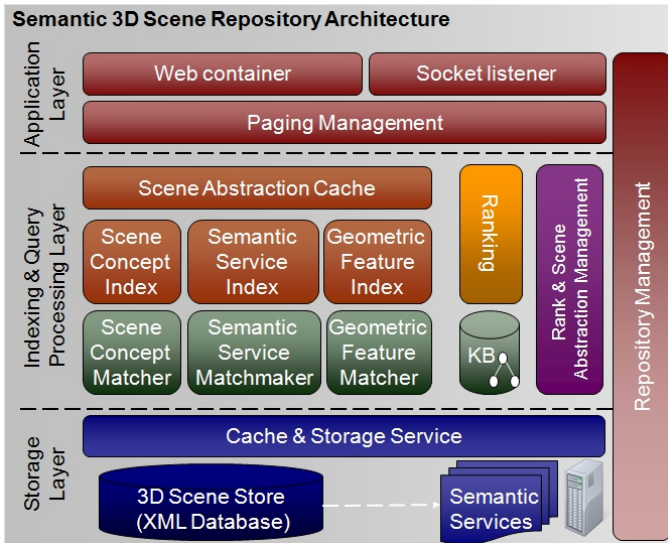 Semantic 3D Scene Repository Architecture
Application
Layer
Web container
Socket listener
Paging Management
Indexing & Query
Processing Layer
Scene Abstraction Cache
Scene
Concept
Index
Semantic
Service
Index
Geometric
Feature
Index
Ranking
Rank & Scene
Abstraction Management
Scene
Concept
Matcher
Semantic
Service
Matchmaker
Geometric
Feature
Matcher
KB
Repository Management
Storage
Layer
Cache & Storage Service
3D Scene Store
(XML Database)
Semantic
Services